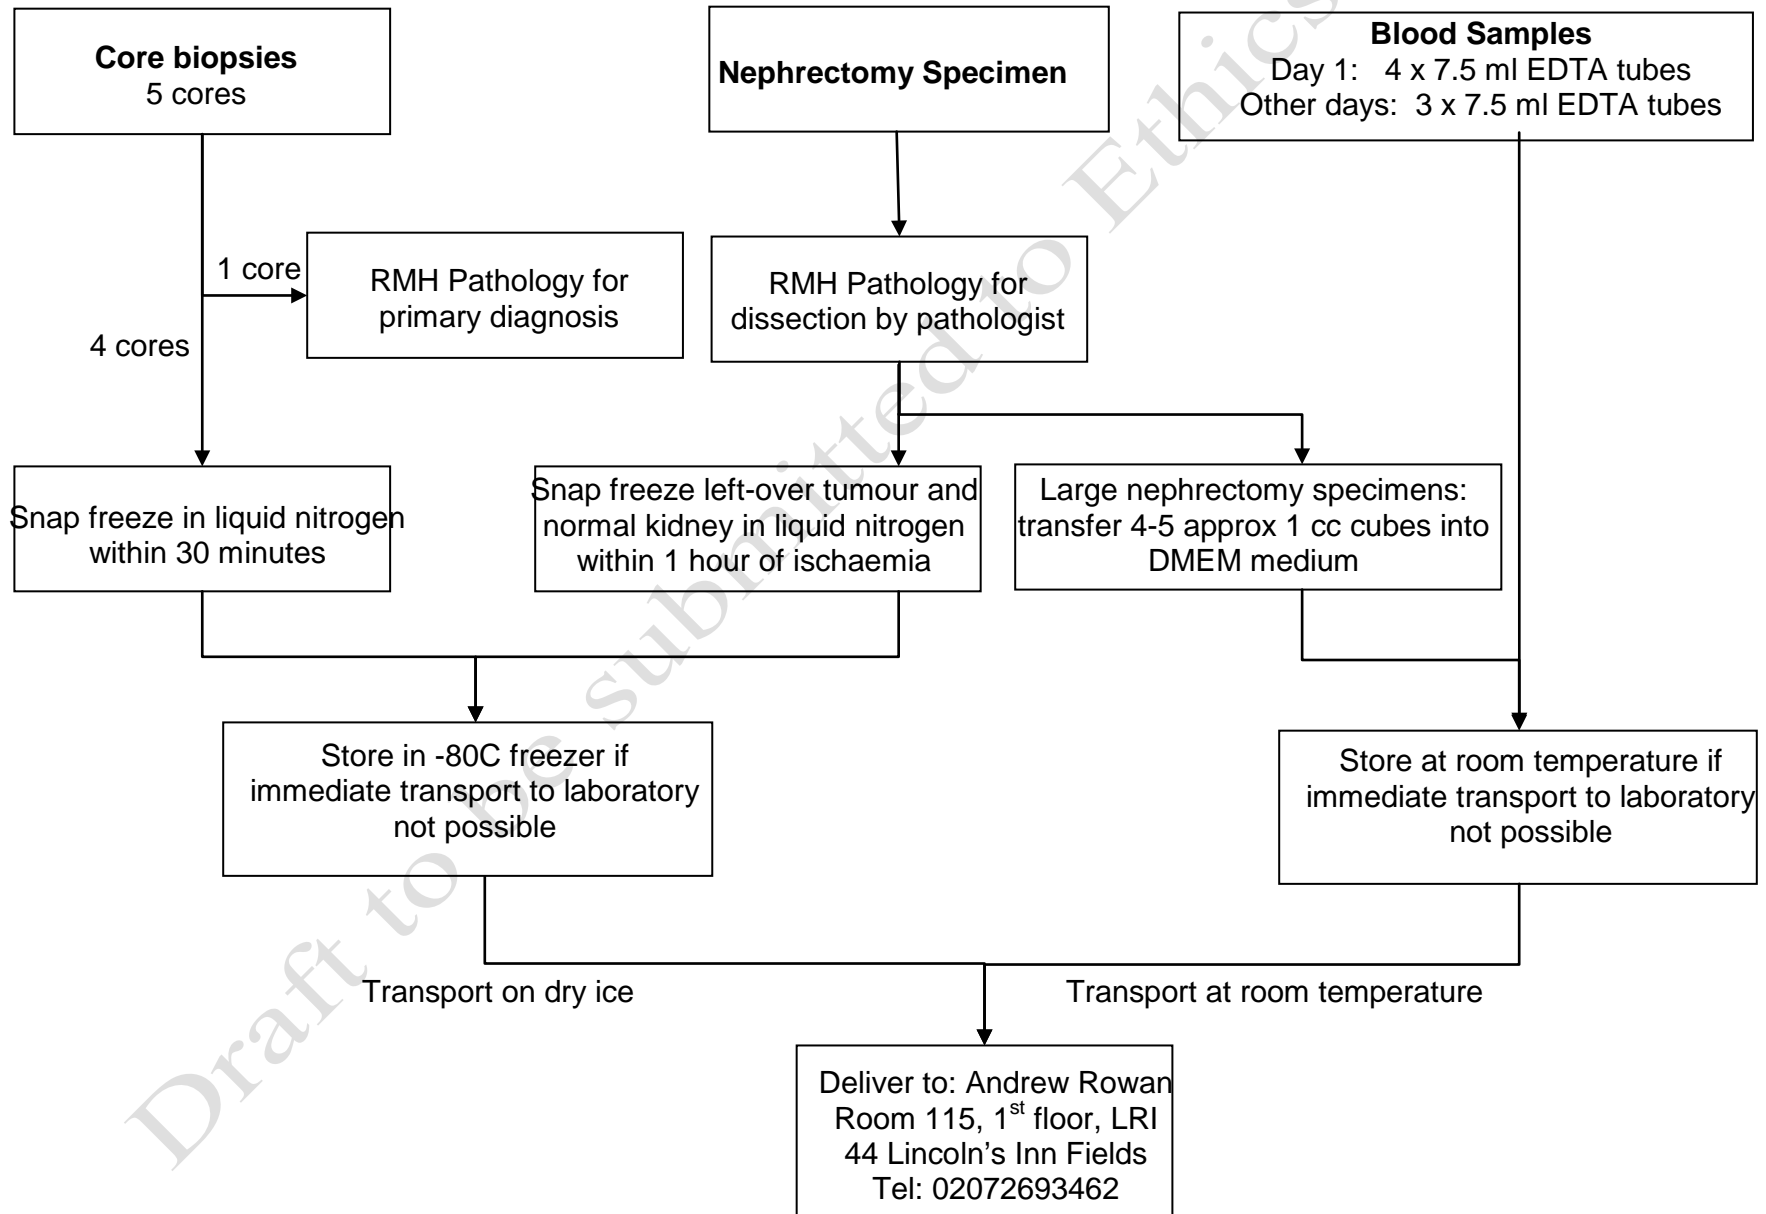 Core biopsies
5 cores
Nephrectomy Specimen
Blood Samples
Day 1: 4 x 7.5 ml EDTA tubes
Other days: 3 x 7.5 ml EDTA tubes
1 core
4 cores
RMH Pathology for
primary diagnosis
RMH Pathology for
dissection by pathologist
Snap freeze in liquid nitrogen
within 30 minutes
Snap freeze left-over tumour and
normal kidney in liquid nitrogen
within 1 hour of ischaemia
Large nephrectomy specimens:
transfer 4-5 approx 1 cc cubes into
DMEM medium
Store in -80C freezer if
immediate transport to laboratory
not possible
Store at room temperature if
immediate transport to laboratory
not possible
Transport on dry ice
Transport at room temperature
Deliver to: Andrew Rowan
Room 115, 1st floor, LRI
44 Lincoln’s Inn Fields
Tel: 02072693462
Draft to be submitted to Ethics